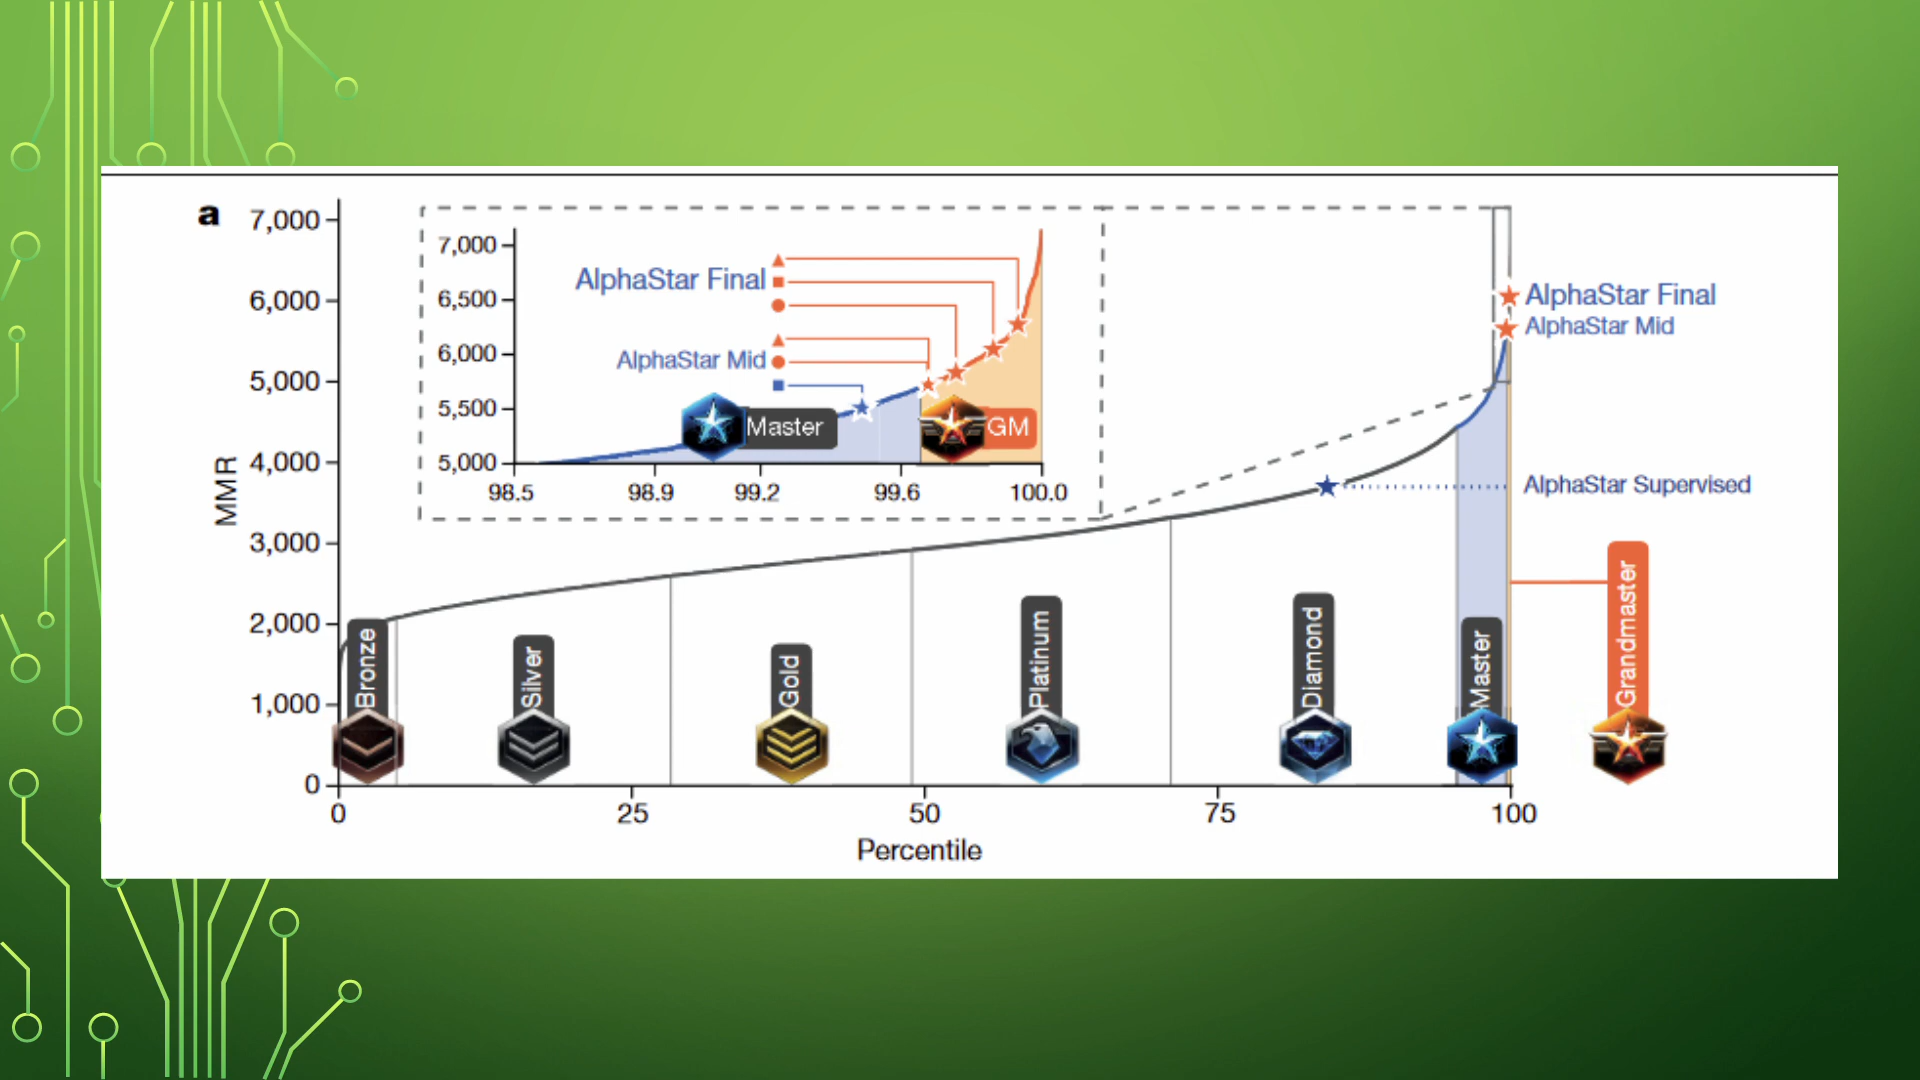 a
7,000
6,000
5,000
4,000
3,000
2,000
1,000
0
MMR
7,000
6,500
6,000
5,500
5,000
AlphaStar Final
AlphaStar Mid
Master
GM
98.5 98.9 99.2 99.6 100.0
AlphaStar Final
AlphaStar Mid
AlphaStar Supervised
Bronze
Silver
Gold
Platinum
Diamond
Master
Grandmaster
0 25 50 75 100
Percentile